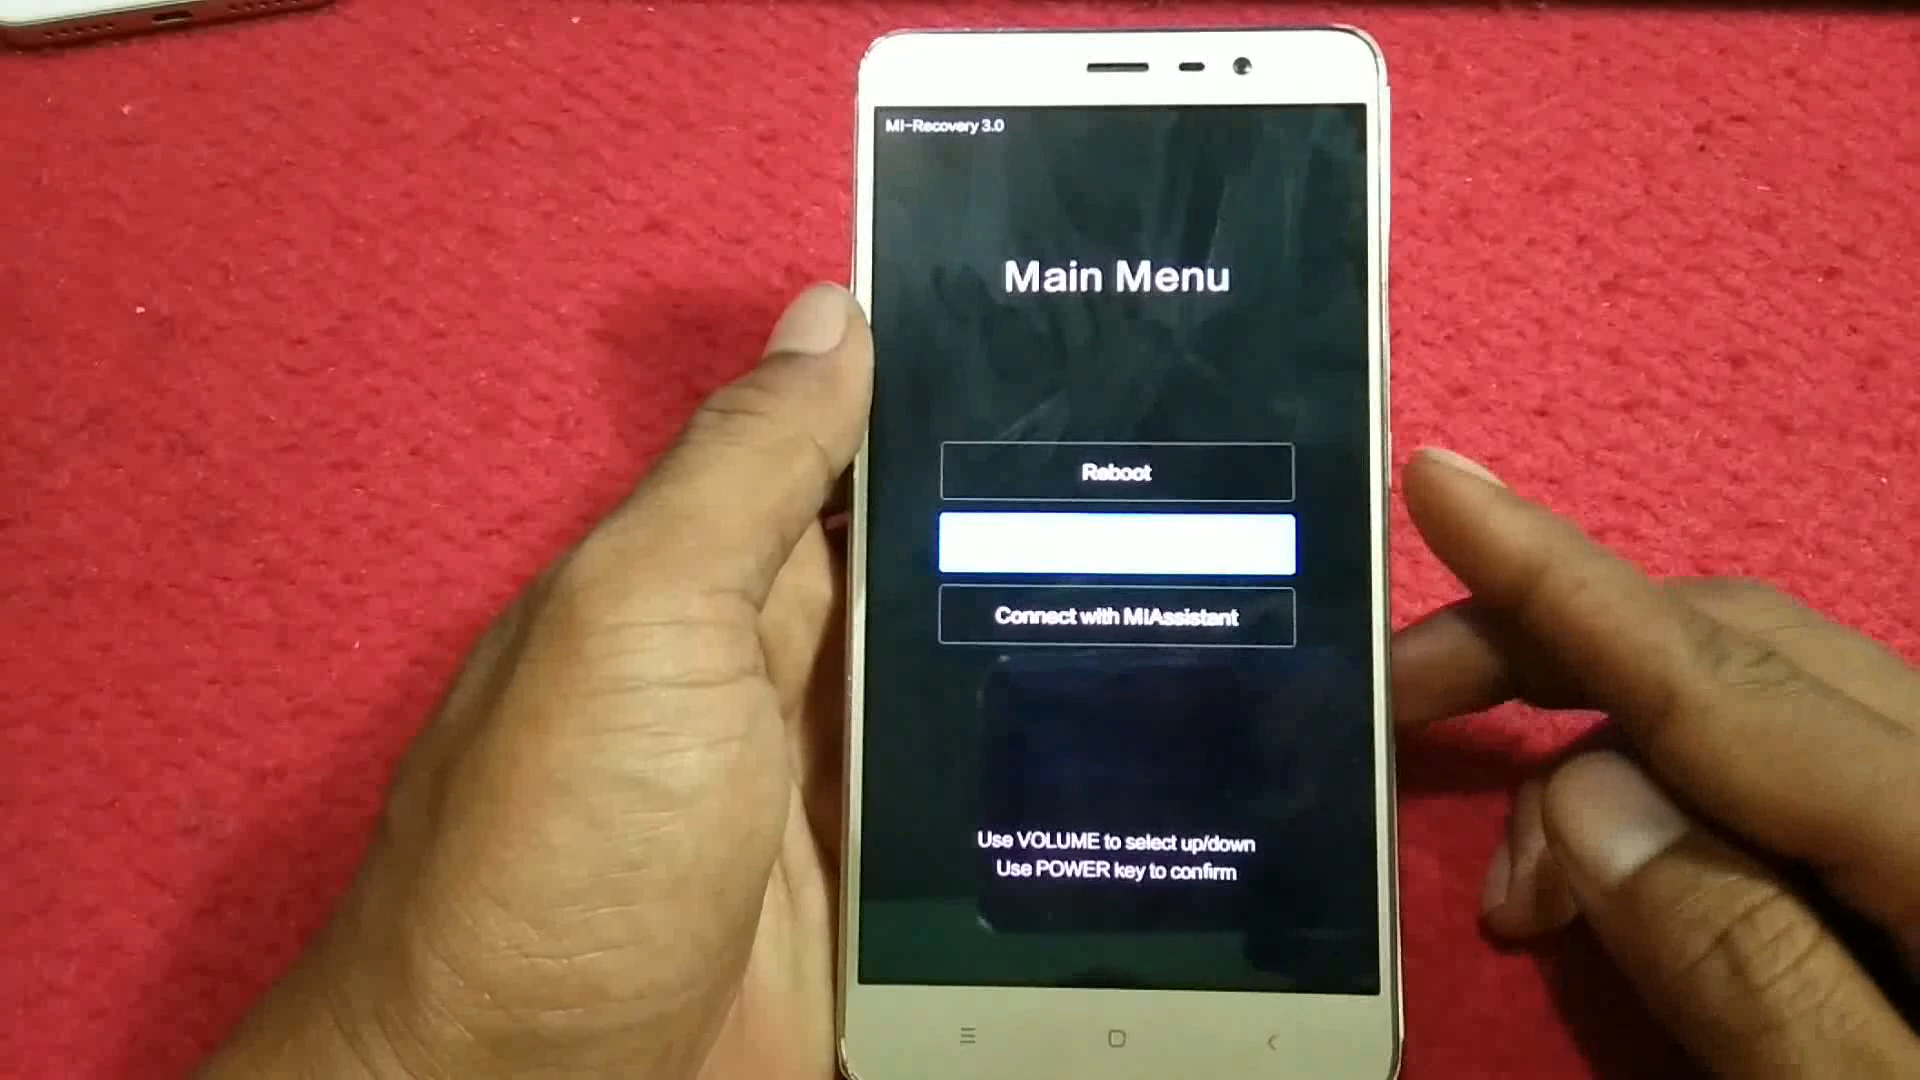 MI-Recovery 3.0
Main Menu
Reboot
Connect with MIAssistant
Use VOLUME to select up/down
Use POWER key to confirm